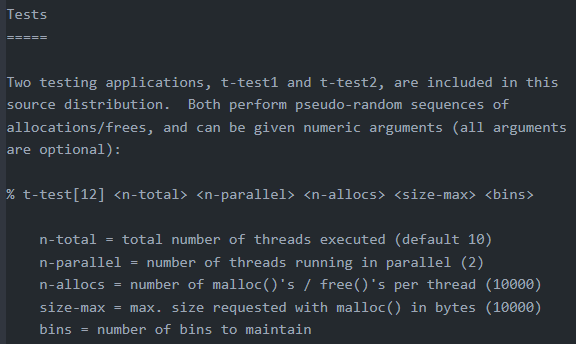 Tests
=====
Two testing applications, t-test1 and t-test2, are included in this
source distribution.  Both perform pseudo-random sequences of
allocations/frees, and can be given numeric arguments (all arguments
are optional):
% t-test[12] <n-total> <n-parallel> <n-allocs> <size-max> <bins>
    n-total = total number of threads executed (default 10)
    n-parallel = number of threads running in parallel (2)
    n-allocs = number of malloc()'s / free()'s per thread (10000)
    size-max = max. size requested with malloc() in bytes (10000)
    bins = number of bins to maintain